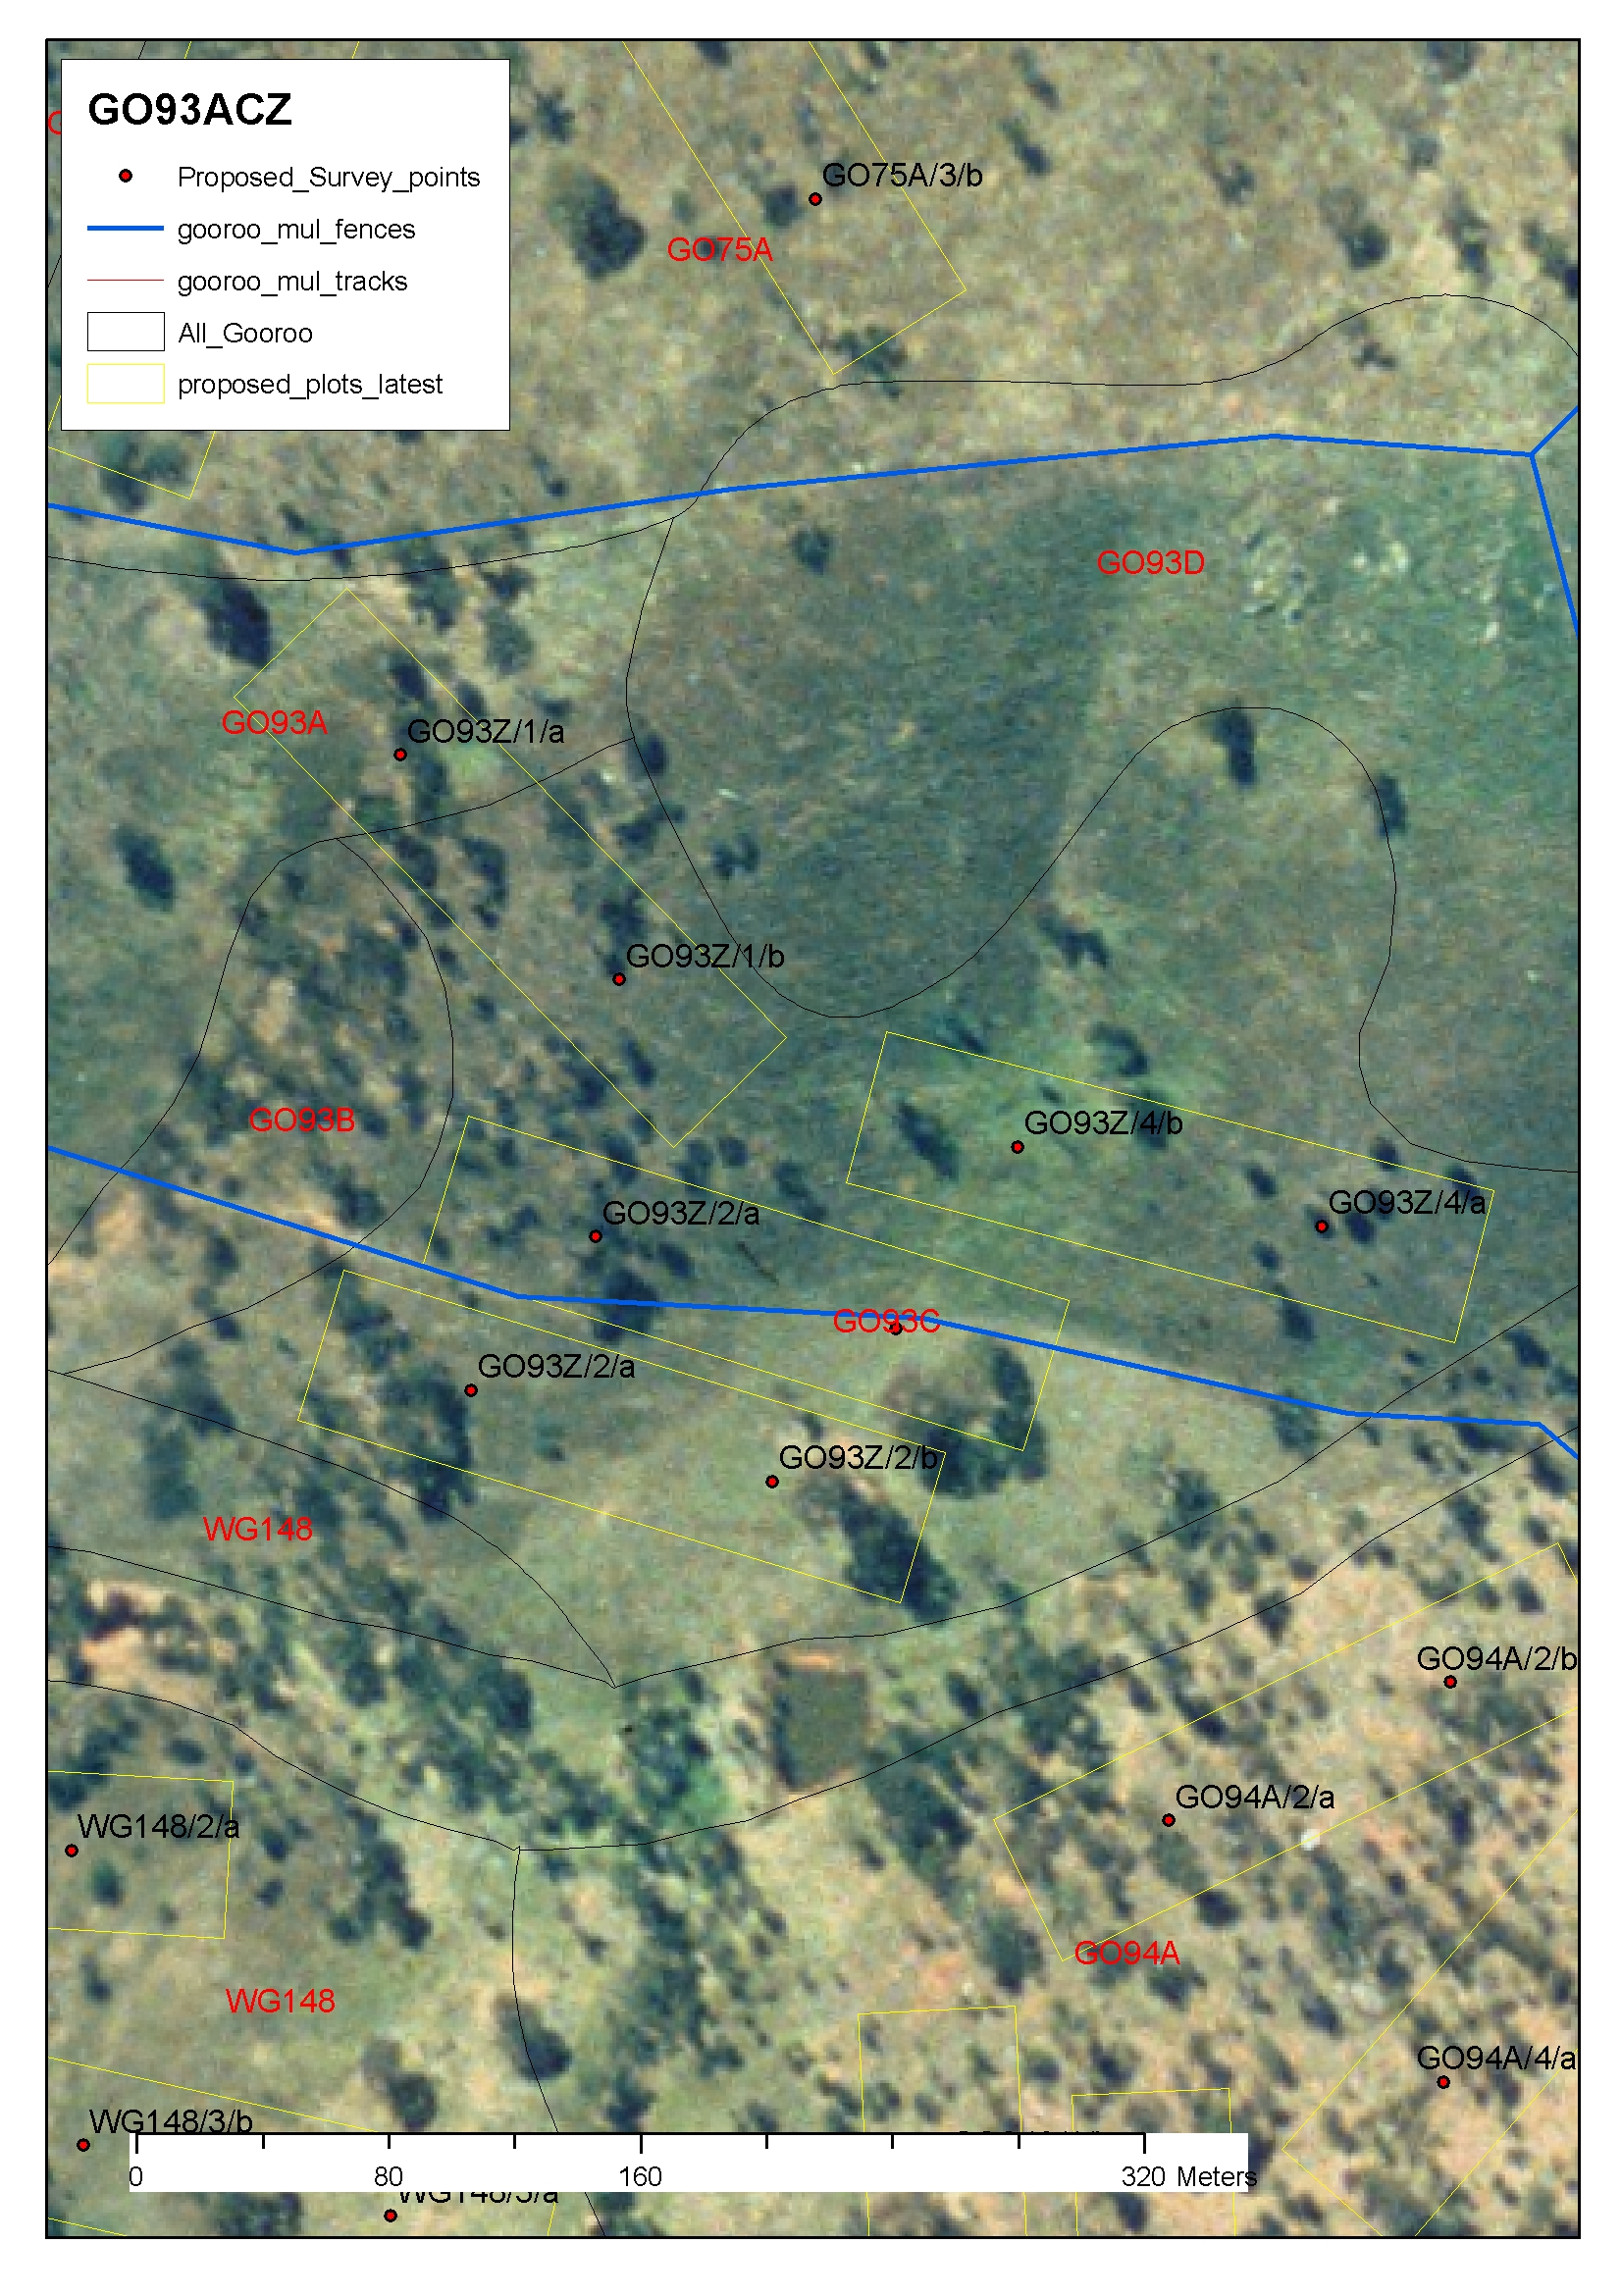 GO93ACZ
Proposed_Survey_points
gooroo_mul_fences
gooroo_mul_tracks
All_Gooroo
proposed_plots_latest
GO75A/3/b
GO75A
GO93D
GO93A
GO93Z/1/a
GO93Z/1/b
GO93B
GO93Z/4/b
GO93Z/4/a
GO93Z/2/a
GO93C
GO93Z/2/a
GO93Z/2/b
WG148
GO94A/2/b
GO94A/2/a
WG148/2/a
GO94A
WG148
GO94A/4/a
WG148/3/b
0 80 160 320 Meters
WG148/3/a